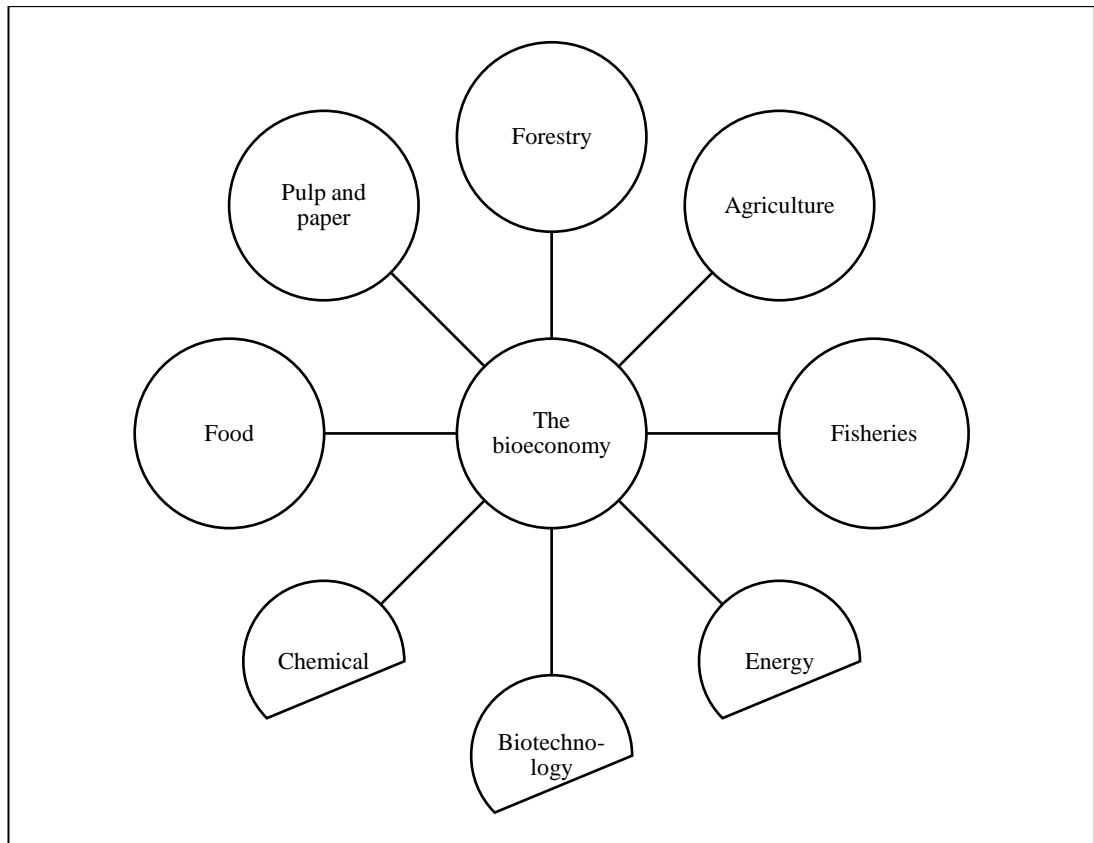 Forestry
Pulp and
paper
Agriculture
Food
The
bioeconomy
Fisheries
Chemical
Energy
Biotechno-
logy